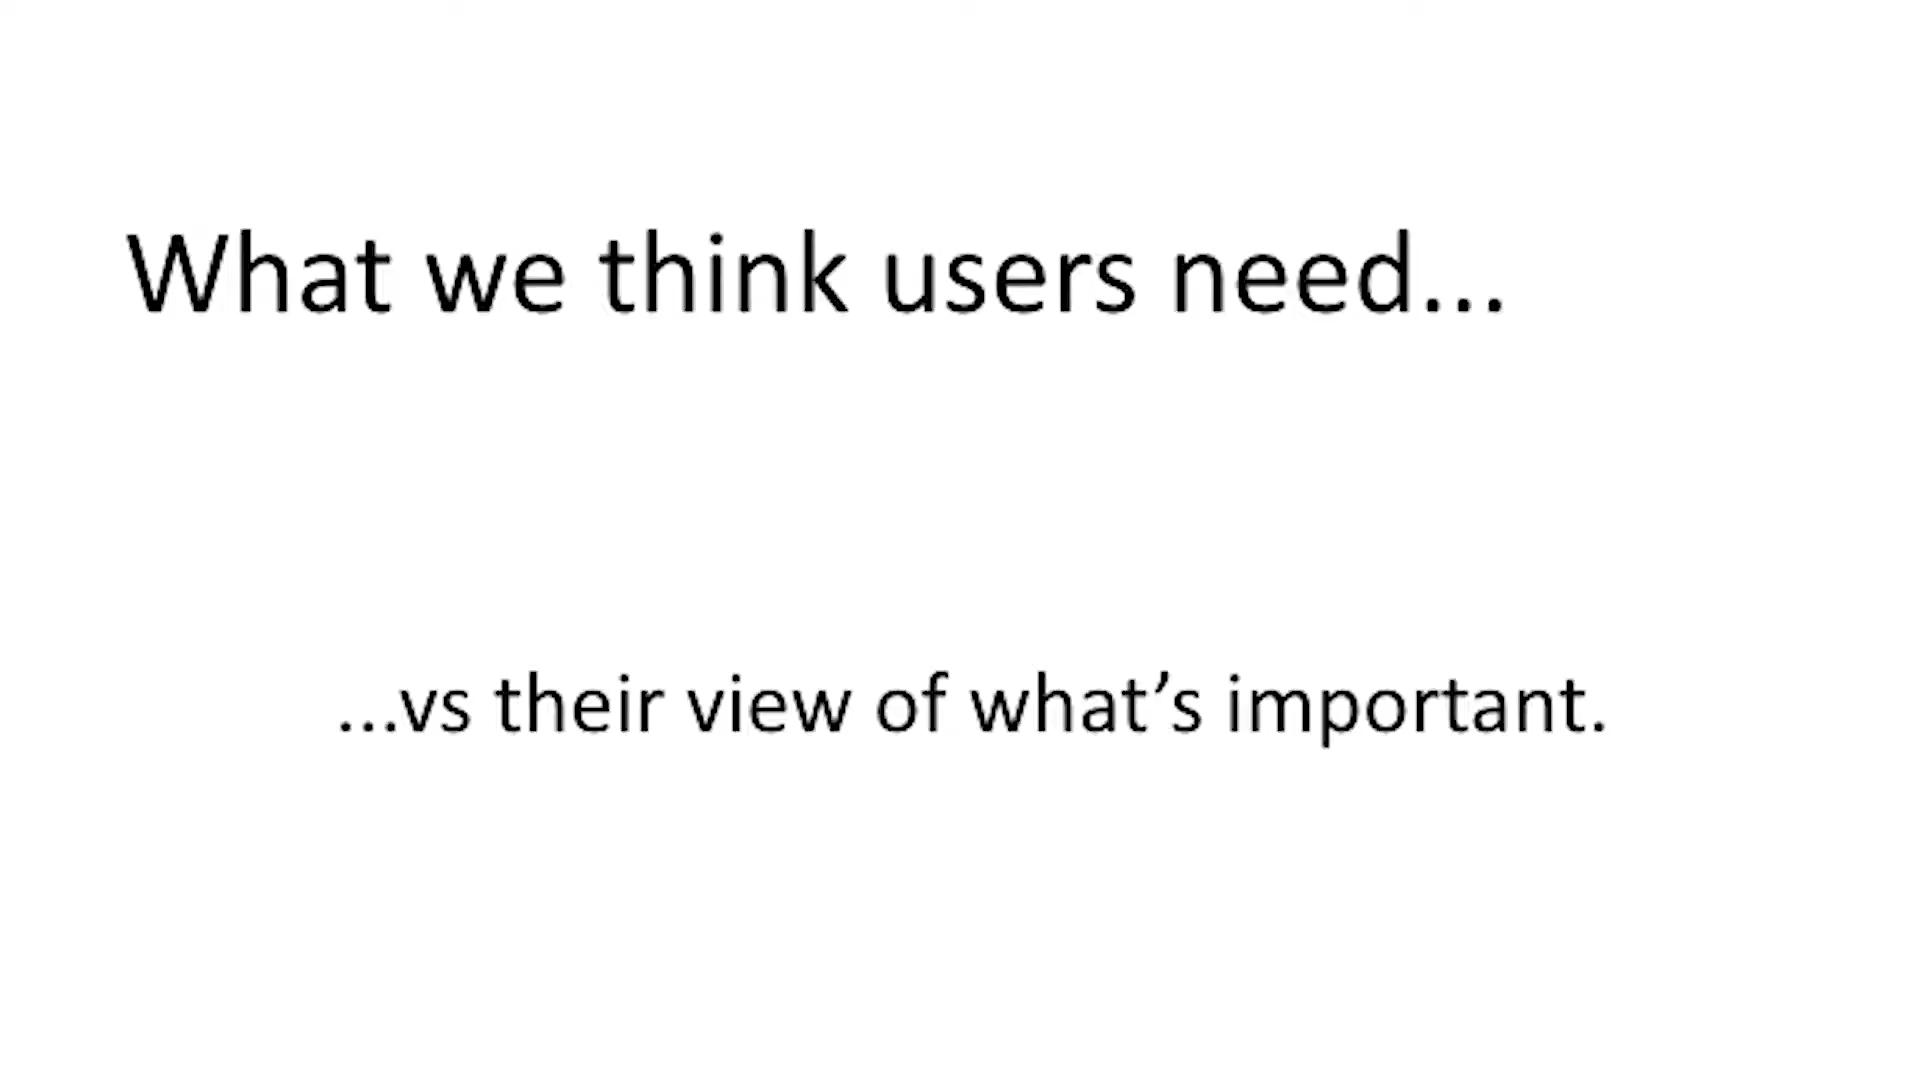 What we think users need...
...vs their view of what’s important.